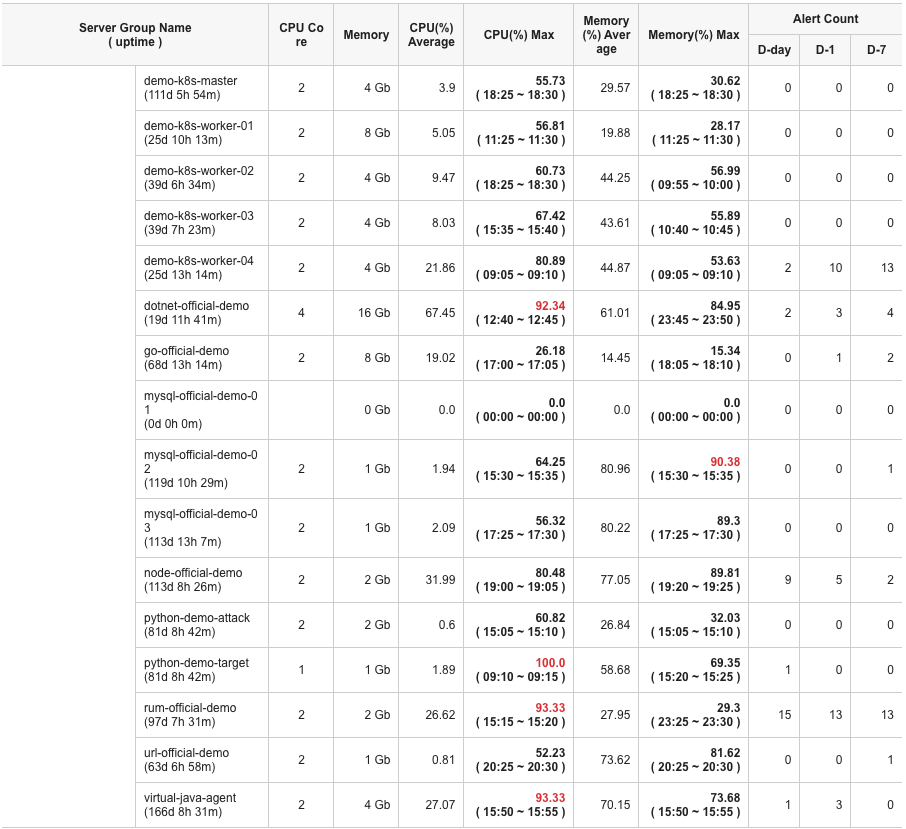 Server Group Name
( uptime )
CPU Co
re
Memory
CPU(%)
Average
CPU(%) Max
Memory
(%) Aver
age
Memory(%) Max
Alert Count
D-day
D-1
D-7
demo-k8s-master
(111d 5h 54m)
2
4 Gb
3.9
55.73
( 18:25 ~ 18:30 )
29.57
30.62
( 18:25 ~ 18:30 )
0
0
0
demo-k8s-worker-01
(25d 10h 13m)
2
8 Gb
5.05
56.81
( 11:25 ~ 11:30 )
19.88
28.17
( 11:25 ~ 11:30 )
0
0
0
demo-k8s-worker-02
(39d 6h 34m)
2
4 Gb
9.47
60.73
( 18:25 ~ 18:30 )
44.25
56.99
( 09:55 ~ 10:00 )
0
0
0
demo-k8s-worker-03
(39d 7h 23m)
2
4 Gb
8.03
67.42
( 15:35 ~ 15:40 )
43.61
55.89
( 10:40 ~ 10:45 )
0
0
0
demo-k8s-worker-04
(25d 13h 14m)
2
4 Gb
21.86
80.89
( 09:05 ~ 09:10 )
44.87
53.63
( 09:05 ~ 09:10 )
2
10
13
dotnet-official-demo
(19d 11h 41m)
4
16 Gb
67.45
92.34
( 12:40 ~ 12:45 )
61.01
84.95
( 23:45 ~ 23:50 )
2
3
4
go-official-demo
(68d 13h 14m)
2
8 Gb
19.02
26.18
( 17:00 ~ 17:05 )
14.45
15.34
( 18:05 ~ 18:10 )
0
1
2
mysql-official-demo-0
1
(0d 0h 0m)
0 Gb
0.0
0.0
( 00:00 ~ 00:00 )
0.0
0.0
( 00:00 ~ 00:00 )
0
0
0
mysql-official-demo-0
2
(119d 10h 29m)
2
1 Gb
1.94
64.25
( 15:30 ~ 15:35 )
80.96
90.38
( 15:30 ~ 15:35 )
0
0
1
mysql-official-demo-0
3
(113d 13h 7m)
2
1 Gb
2.09
56.32
( 17:25 ~ 17:30 )
80.22
89.3
( 17:25 ~ 17:30 )
0
0
0
node-official-demo
(113d 8h 26m)
2
2 Gb
31.99
80.48
( 19:00 ~ 19:05 )
77.05
89.81
( 19:20 ~ 19:25 )
9
5
2
python-demo-attack
(81d 8h 42m)
2
2 Gb
0.6
60.82
( 15:05 ~ 15:10 )
26.84
32.03
( 15:05 ~ 15:10 )
0
0
0
python-demo-target
(81d 8h 42m)
1
1 Gb
1.89
100.0
( 09:10 ~ 09:15 )
58.68
69.35
( 15:20 ~ 15:25 )
1
0
0
rum-official-demo
(97d 7h 31m)
2
2 Gb
26.62
93.33
( 15:15 ~ 15:20 )
27.95
29.3
( 23:25 ~ 23:30 )
15
13
13
url-official-demo
(63d 6h 58m)
2
1 Gb
0.81
52.23
( 20:25 ~ 20:30 )
73.62
81.62
( 20:25 ~ 20:30 )
0
0
1
virtual-java-agent
(166d 8h 31m)
2
4 Gb
27.07
93.33
( 15:50 ~ 15:55 )
70.15
73.68
( 15:50 ~ 15:55 )
1
3
0